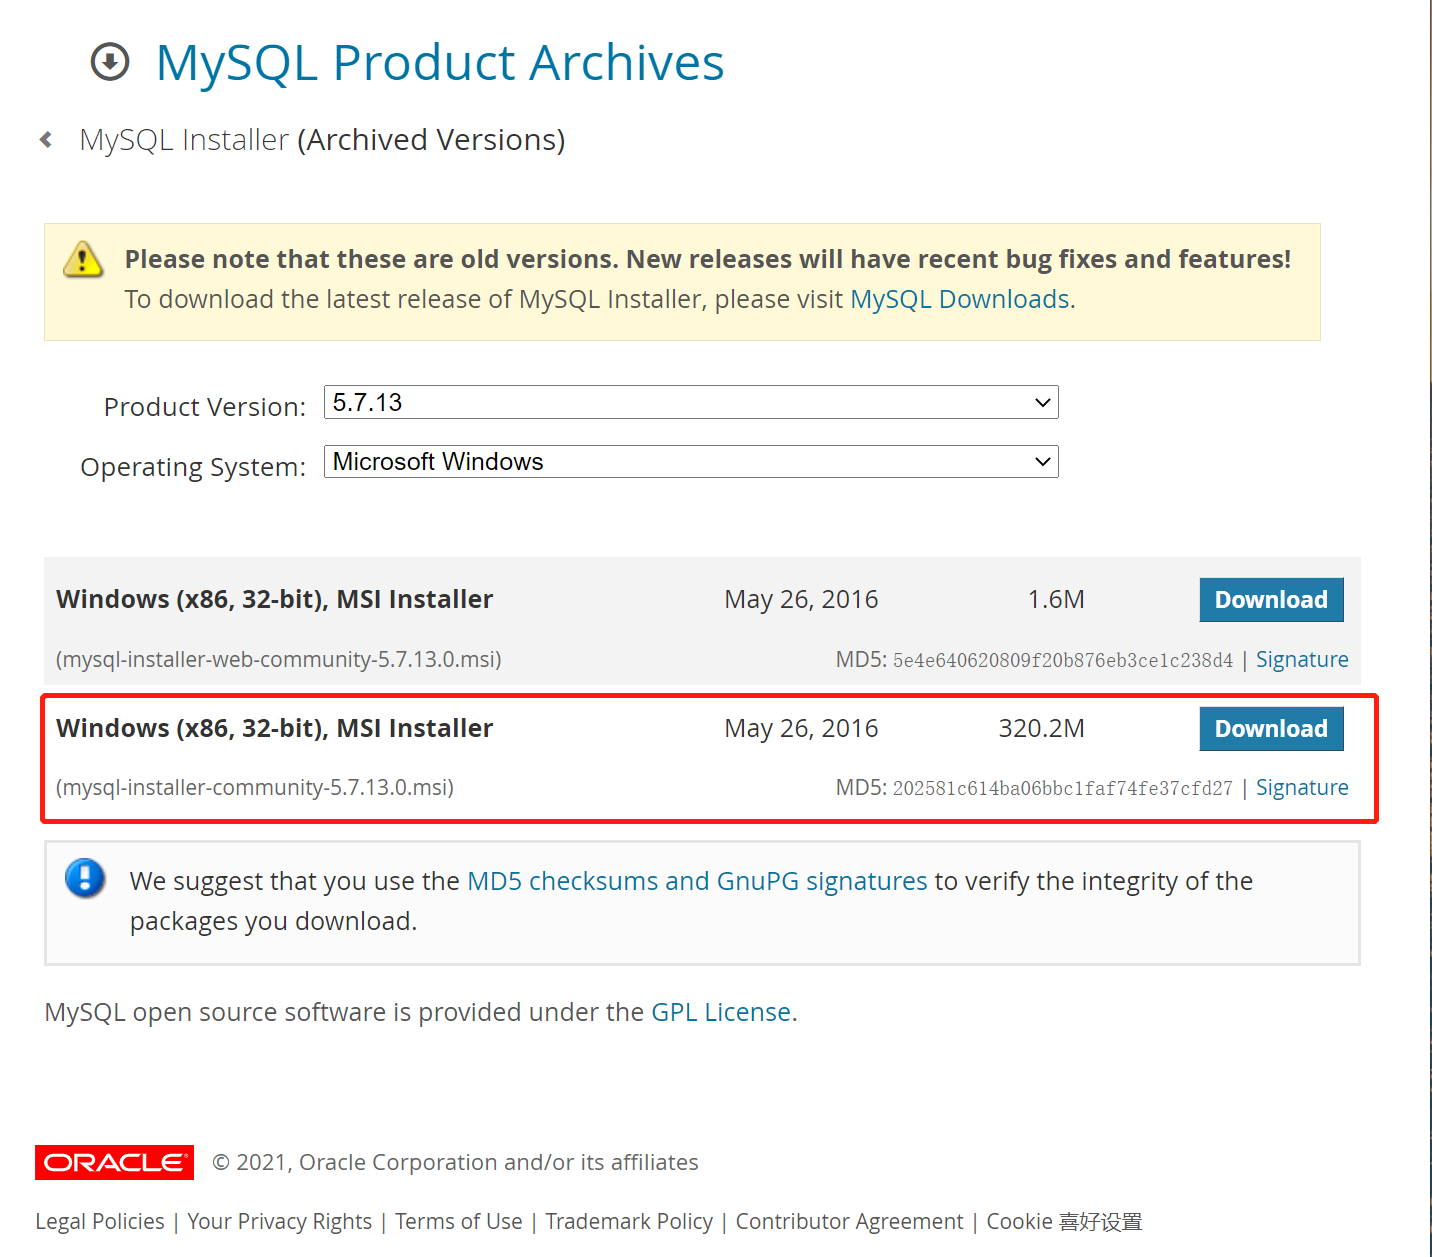 MySQL Product Archives
MySQL Installer (Archived Versions)
Please note that these are old versions. New releases will have recent bug fixes and features!
To download the latest release of MySQL Installer, please visit MySQL Downloads.
Product Version: 5.7.13
Operating System: Microsoft Windows
Windows (x86, 32-bit), MSI Installer May 26, 2016 1.6M Download
(mysql-installer-web-community-5.7.13.0.msi) MD5: 5e4e640620809f20b876eb3ce1c238d4 | Signature
Windows (x86, 32-bit), MSI Installer May 26, 2016 320.2M Download
(mysql-installer-community-5.7.13.0.msi) MD5: 202581c614ba06bbc1faf74fe37cfd27 | Signature
We suggest that you use the MD5 checksums and GnuPG signatures to verify the integrity of the
packages you download.
MySQL open source software is provided under the GPL License.
ORACLE © 2021, Oracle Corporation and/or its affiliates
Legal Policies | Your Privacy Rights | Terms of Use | Trademark Policy | Contributor Agreement | Cookie 喜好设置